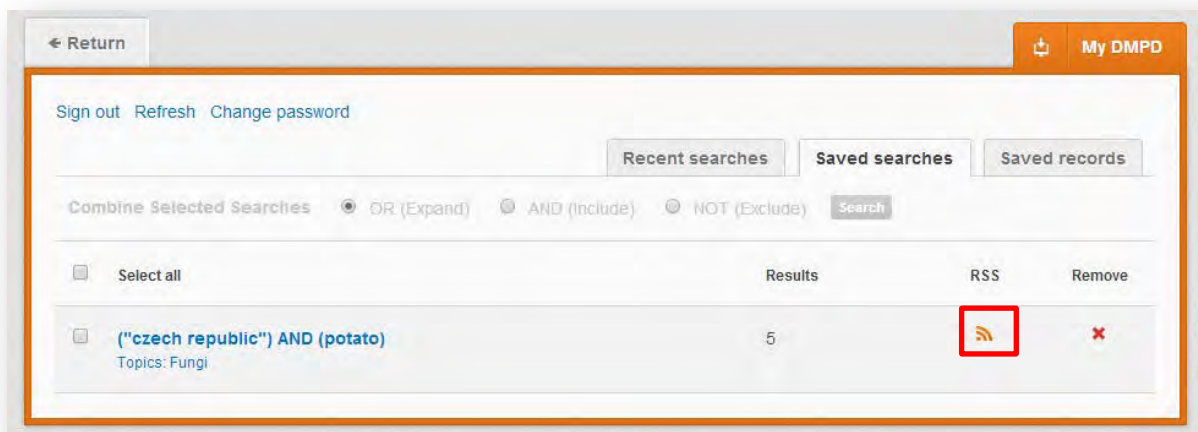 ← Return
My DMPD
Sign out Refresh Change password
Recent searches Saved searches Saved records
Combine Selected Searches OR (Expand) AND (Include) NOT (Exclude) Search
Select all Results RSS Remove
("czech republic") AND (potato) 5
Topics: Fungi